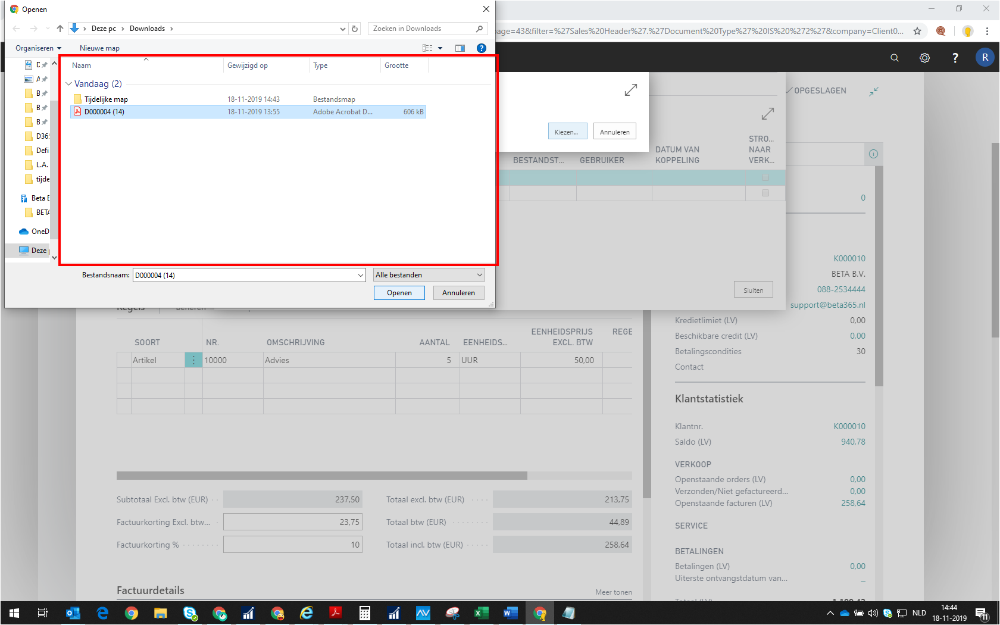 Openen
Deze pc > Downloads >
Zoeken in Downloads
page=43&filter=%27Sales%20Header%27.%27Document%20Type%27%20IS%20%272%27&company=Client0...
Organiseren
Nieuwe map
?
R
Naam
Gewijzigd op
Type
Grootte
Vandaag (2)
Tijdelijke map
18-11-2019 14:43
Bestandsmap
D000004 (14)
18-11-2019 13:55
Adobe Acrobat D...
606 kB
D
A
B
B
B
D365
Defi
L.A.
tijde
Beta B
BETA
OneD
Deze p
Bestandsnaam:
D000004 (14)
Alle bestanden
Openen
Annuleren
OPGESLAGEN
Kiezen...
Annuleren
BESTANDST...
GEBRUIKER
DATUM VAN
KOPPELING
STRO...
NAAR
VERK...
Sluiten
0
K000010
BETA B.V.
088-2534444
support@beta365.nl
Kredietlimiet (LV) 0,00
Beschikbare credit (LV) 0,00
Betalingscondities 30
Contact
Regels
Beheren
SOORT
NR.
OMSCHRIJVING
AANTAL
EENHEIDS...
EENHEIDSPRIJS
EXCL. BTW
REGE
Artikel
10000
Advies
5
UUR
50,00
Klantstatistiek
Klantnr. K000010
Saldo (LV) 940,78
VERKOOP
Openstaande orders (LV) 0,00
Verzonden/Niet gefactureerd... 0,00
Openstaande facturen (LV) 258,64
SERVICE
BETALINGEN
Betalingen (LV) 0,00
Uiterste ontvangstdatum van... _
Subtotaal Excl. btw (EUR) 237,50
Totaal excl. btw (EUR) 213,75
Factuurkorting Excl. btw... 23,75
Totaal btw (EUR) 44,89
Factuurkorting % 10
Totaal incl. btw (EUR) 258,64
Factuurdetails
Meer tonen
NLD
14:44
18-11-2019
11